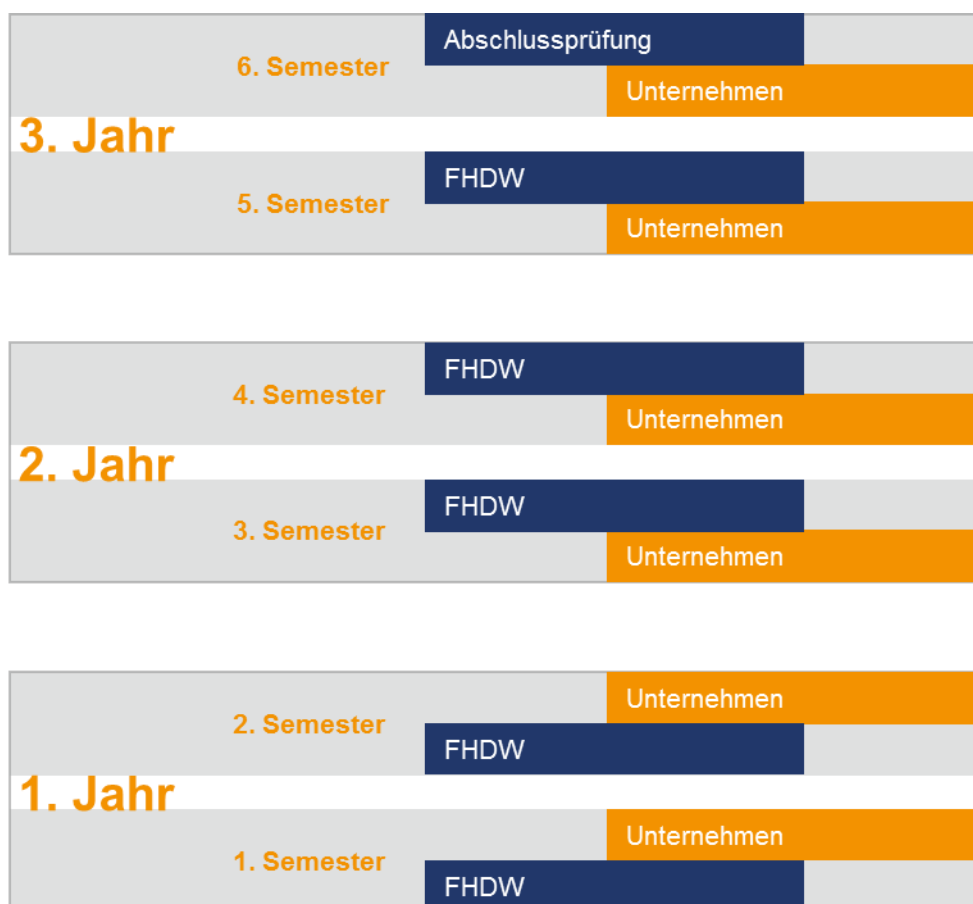 Abschlussprüfung
6. Semester
Unternehmen
3. Jahr
FHDW
5. Semester
Unternehmen
FHDW
4. Semester
Unternehmen
2. Jahr
FHDW
3. Semester
Unternehmen
Unternehmen
2. Semester
FHDW
1. Jahr
Unternehmen
1. Semester
FHDW